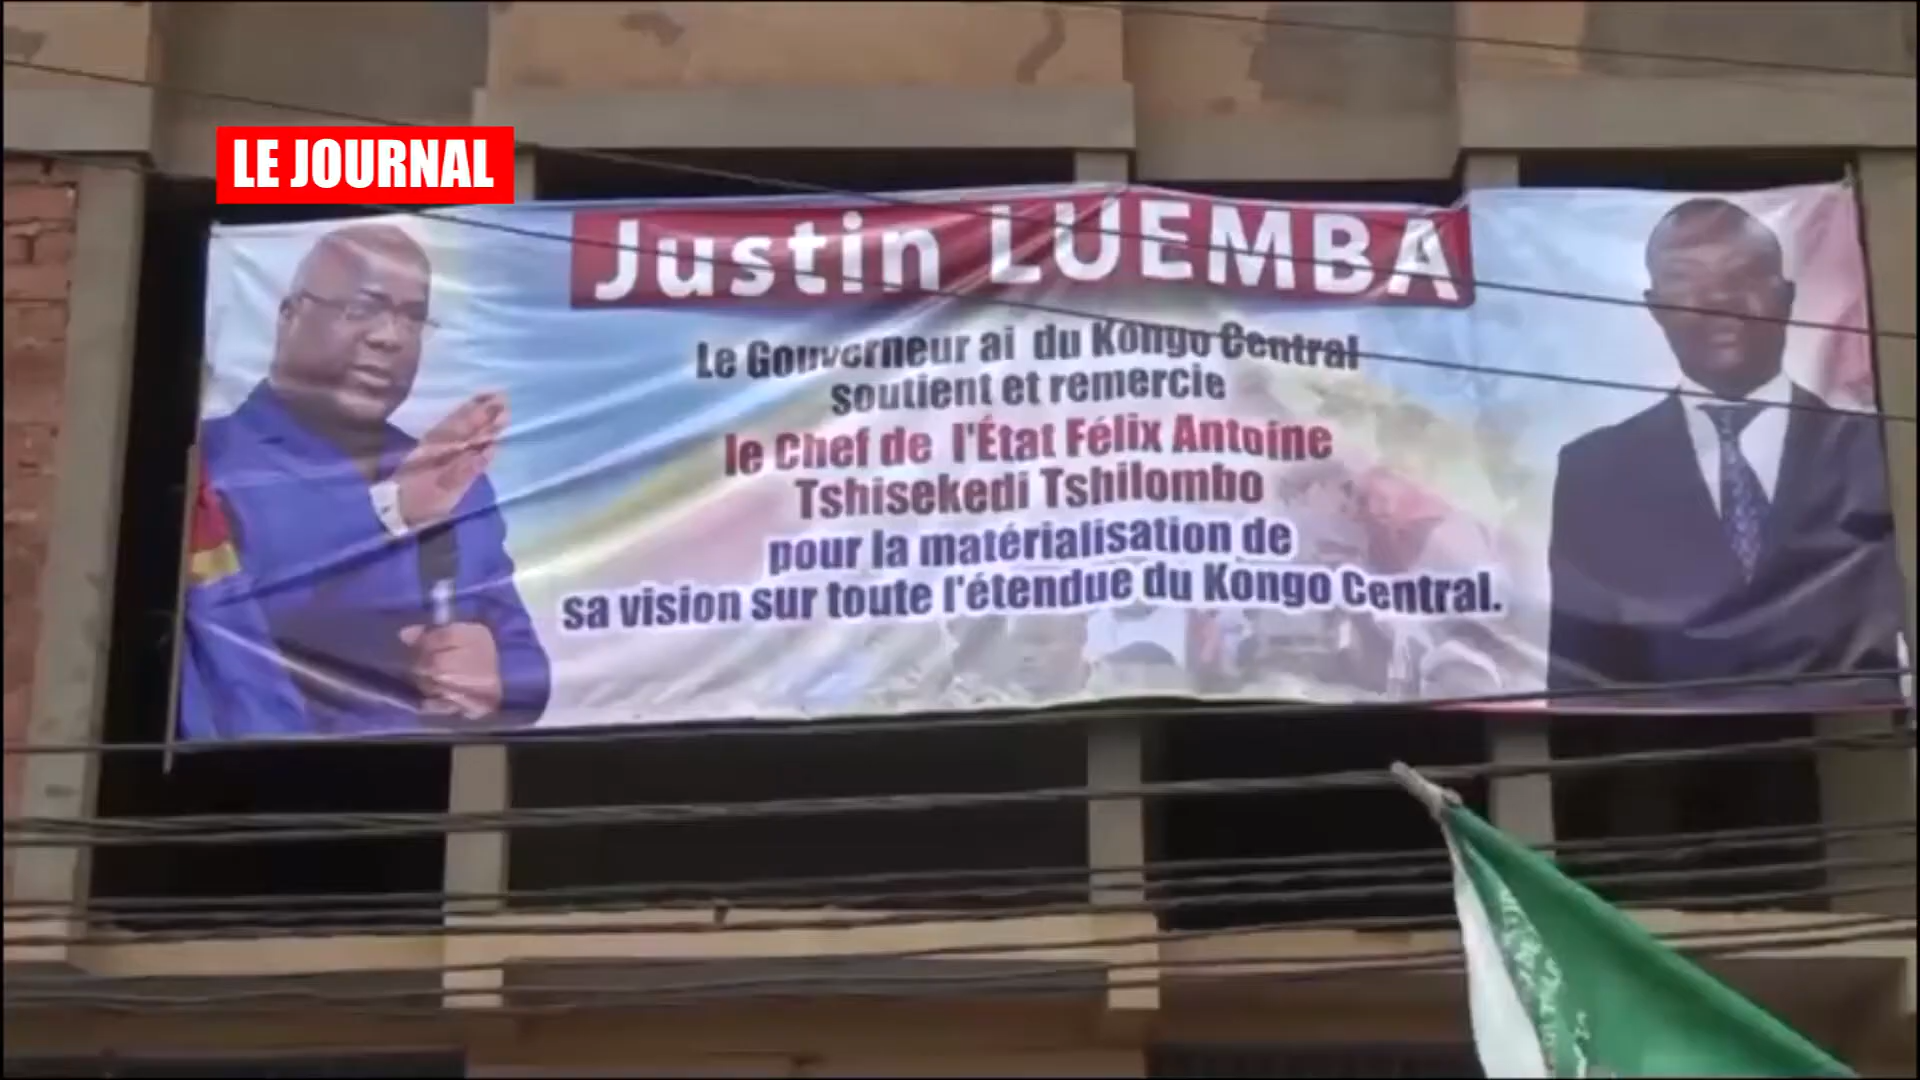 LE JOURNAL
Justin LUEMBA
Le Gouverneur ai du Kongo Central
soutient et remercie
le Chef de l'État Félix Antoine
Tshisekedi Tshilombo
pour la matérialisation de
sa vision sur toute l'étendue du Kongo Central.